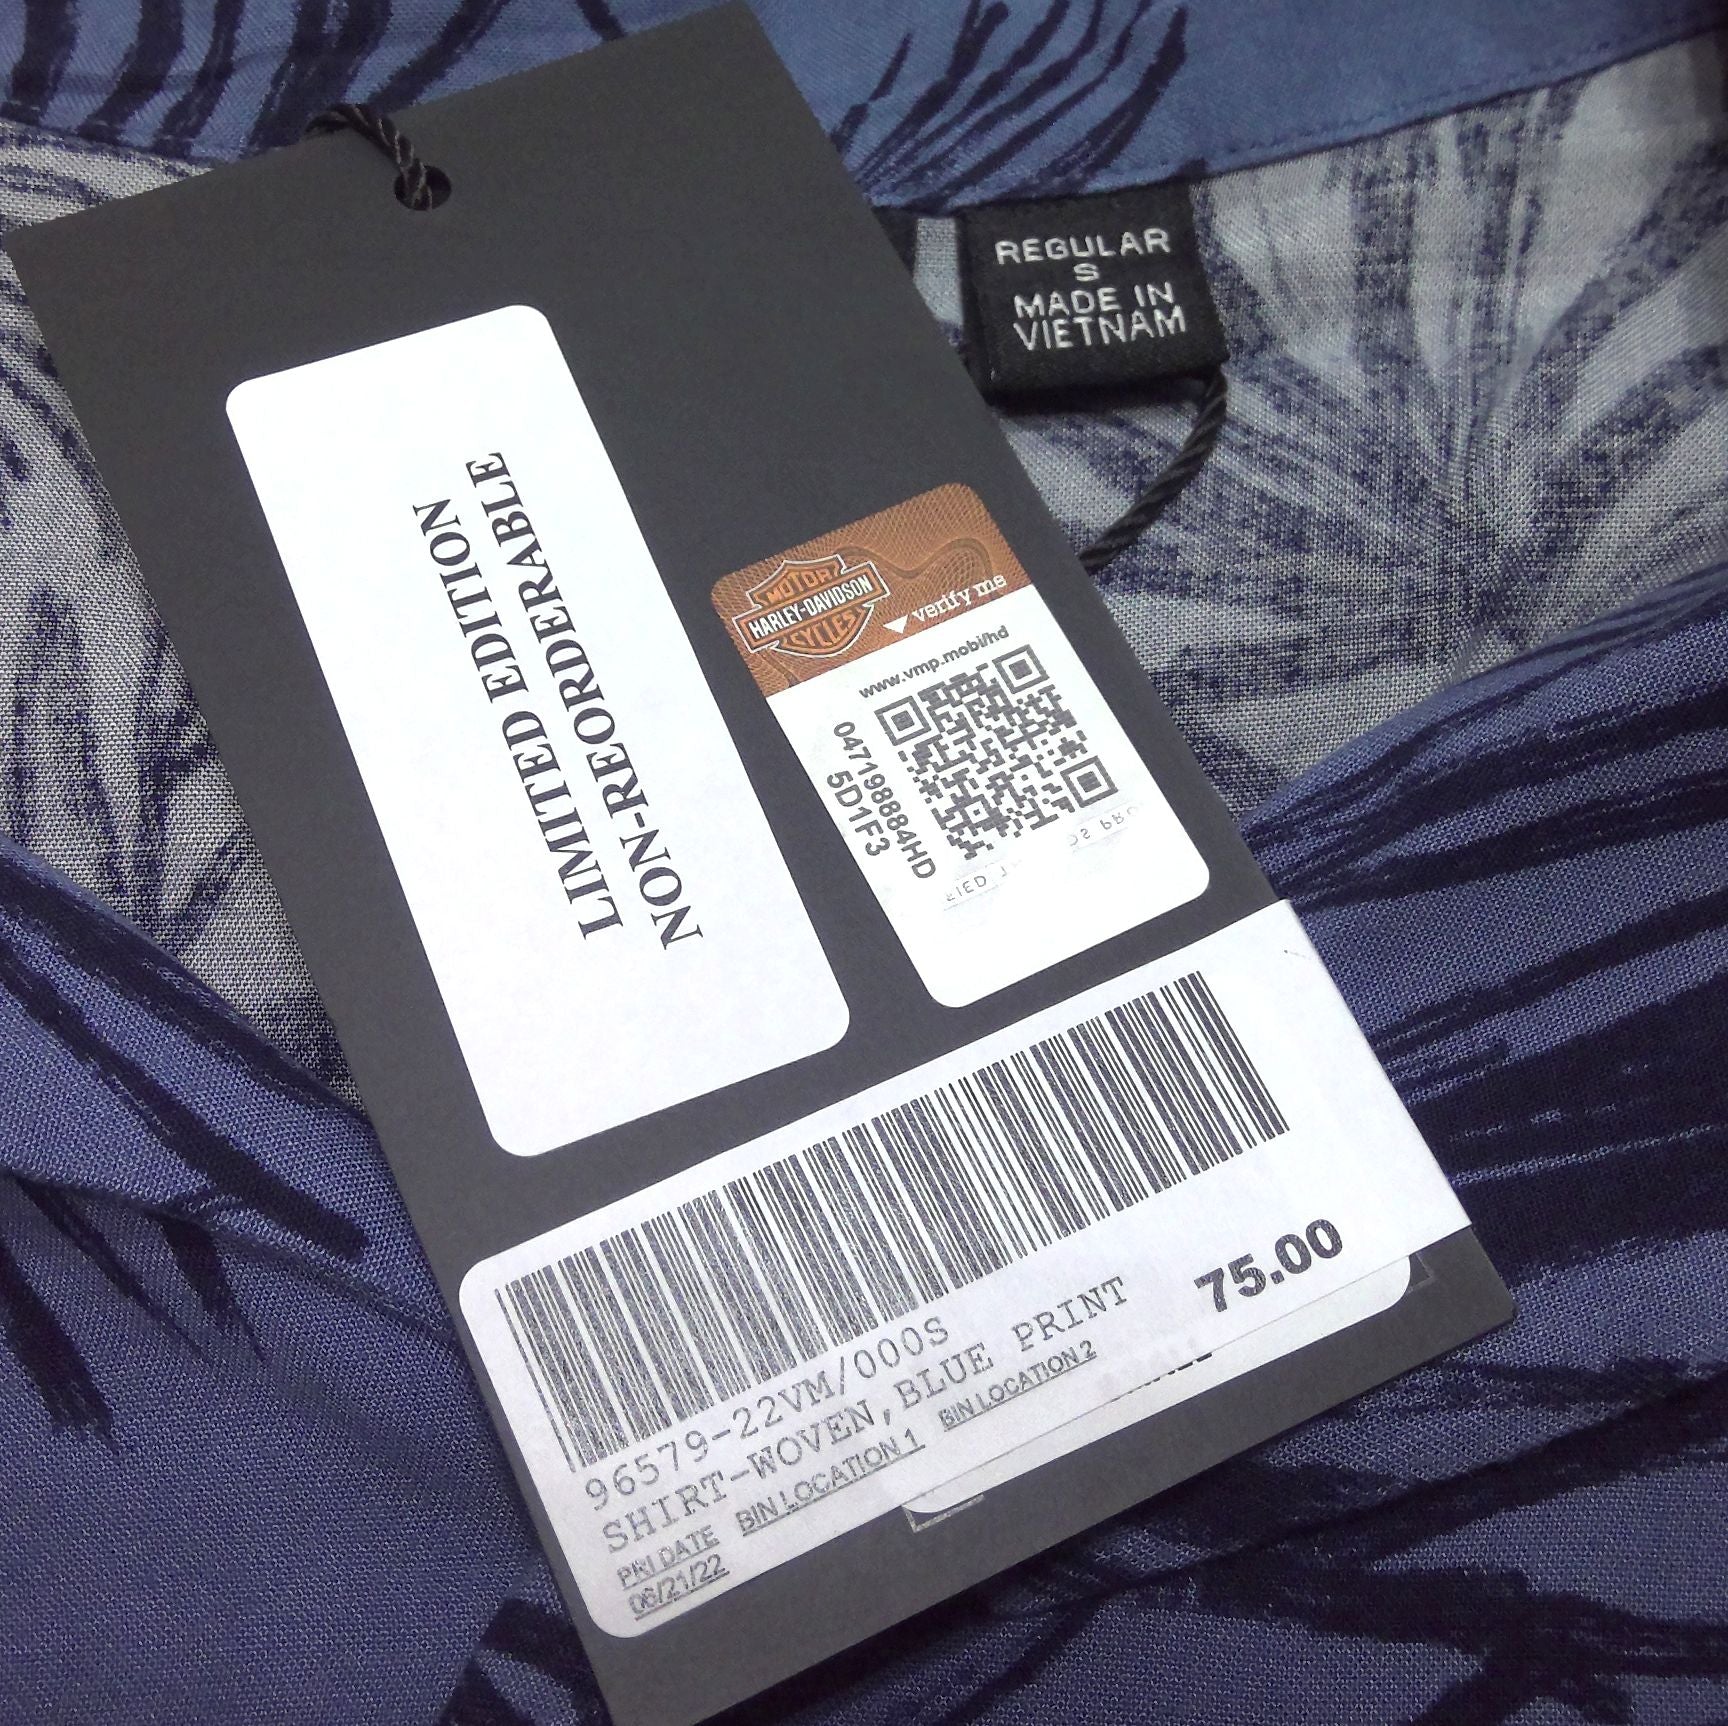 REGULAR
S
MADE IN
VIETNAM
LIMITED EDITION
NON-REORDERABLE
MOTOR
HARLEY-DAVIDSON
CYCLES
verify me
www.vmp.mobi/hd
047198884HD
5D1F3
75.00
96579-22VM/000S
SHIRT-WOVEN,BLUE PRINT
PRI DATE BIN LOCATION 1 BIN LOCATION 2
06/21/22